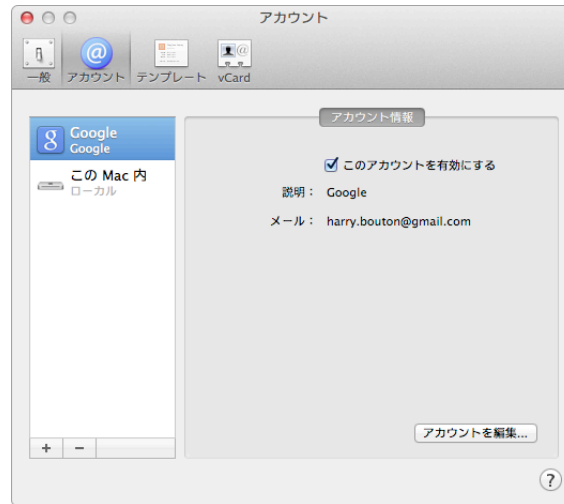 アカウント
一般 アカウント テンプレート vCard
Google
Google
この Mac 内
ローカル
アカウント情報
このアカウントを有効にする
説明： Google
メール： harry.bouton@gmail.com
アカウントを編集...
+ −
?